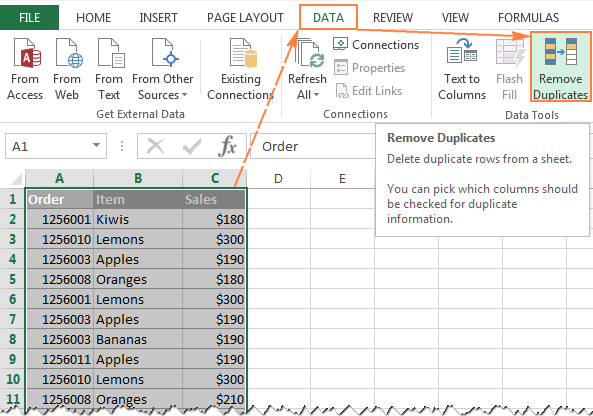 FILE HOME INSERT PAGE LAYOUT DATA REVIEW VIEW FORMULAS
From Access
From Web
From Text
From Other Sources
Existing Connections
Refresh All
Connections
Properties
Edit Links
Text to Columns
Flash Fill
Remove Duplicates
Get External Data
Connections
Data Tools
A1 fx Order
Remove Duplicates
Delete duplicate rows from a sheet.
You can pick which columns should
be checked for duplicate
information.
A B C D E
1 Order Item Sales
2 1256001 Kiwis $180
3 1256010 Lemons $300
4 1256003 Apples $190
5 1256008 Oranges $180
6 1256001 Lemons $300
7 1256003 Apples $190
8 1256003 Bananas $190
9 1256011 Apples $190
10 1256010 Lemons $300
11 1256008 Oranges $210